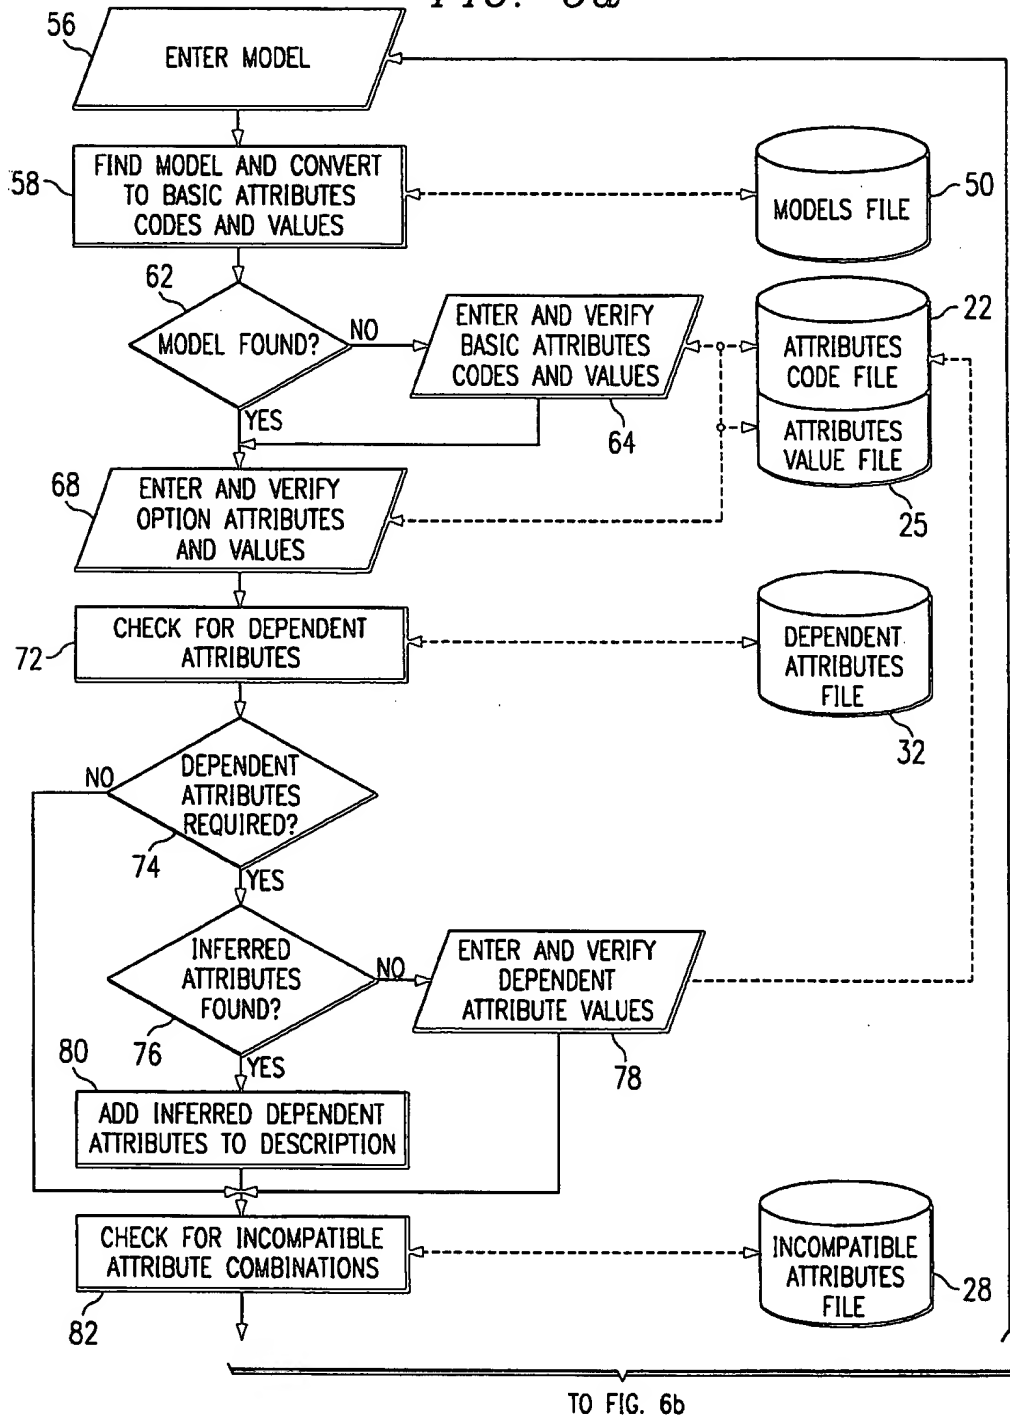 56
ENTER MODEL
58
FIND MODEL AND CONVERT
TO BASIC ATTRIBUTES
CODES AND VALUES
MODELS FILE
50
62
MODEL FOUND?
NO
YES
ENTER AND VERIFY
BASIC ATTRIBUTES
CODES AND VALUES
64
22
ATTRIBUTES
CODE FILE
ATTRIBUTES
VALUE FILE
25
68
ENTER AND VERIFY
OPTION ATTRIBUTES
AND VALUES
72
CHECK FOR DEPENDENT
ATTRIBUTES
DEPENDENT
ATTRIBUTES
FILE
32
NO
DEPENDENT
ATTRIBUTES
REQUIRED?
74
YES
INFERRED
ATTRIBUTES
FOUND?
76
NO
YES
ENTER AND VERIFY
DEPENDENT
ATTRIBUTE VALUES
78
80
ADD INFERRED DEPENDENT
ATTRIBUTES TO DESCRIPTION
CHECK FOR INCOMPATIBLE
ATTRIBUTE COMBINATIONS
82
INCOMPATIBLE
ATTRIBUTES
FILE
28
TO FIG. 6b